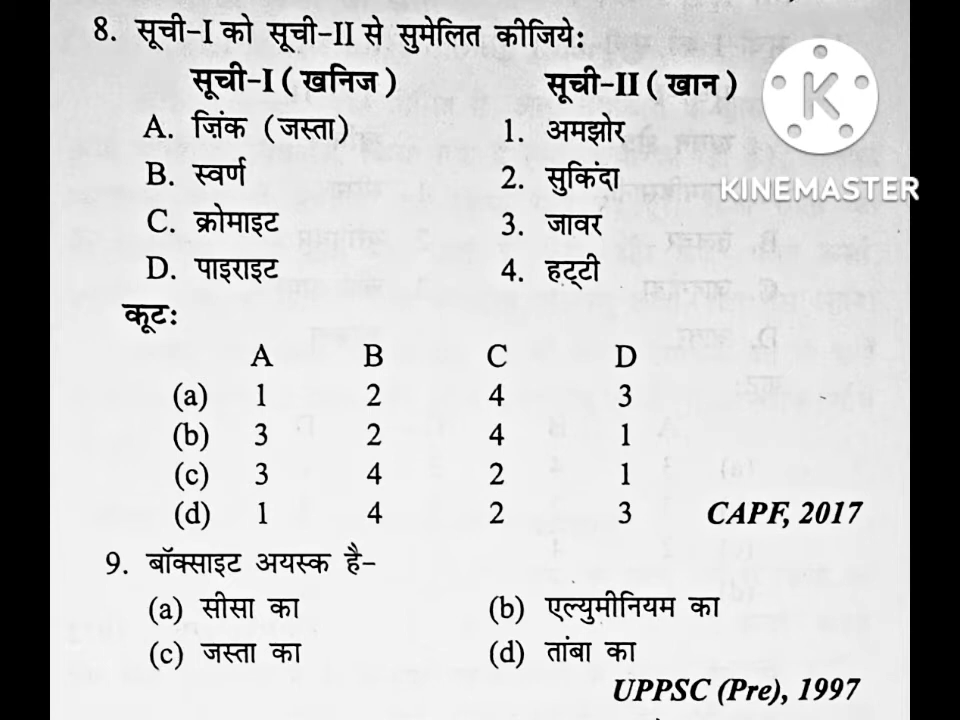 8. सूची-I को सूची-II से सुमेलित कीजिये:
सूची-I ( खनिज ) सूची-II ( खान )
A. ज़िंक (जस्ता) 1. अमझोर
B. स्वर्ण 2. सुकिदा
C. क्रोमाइट 3. जावर
D. पाइराइट 4. हट्टी
कूट:
A B C D
(a) 1 2 4 3
(b) 3 2 4 1
(c) 3 4 2 1
(d) 1 4 2 3 CAPF, 2017
9. बॉक्साइट अयस्क है-
(a) सीसा का (b) एल्युमीनियम का
(c) जस्ता का (d) तांबा का
UPPSC (Pre), 1997
K
KINEMASTER